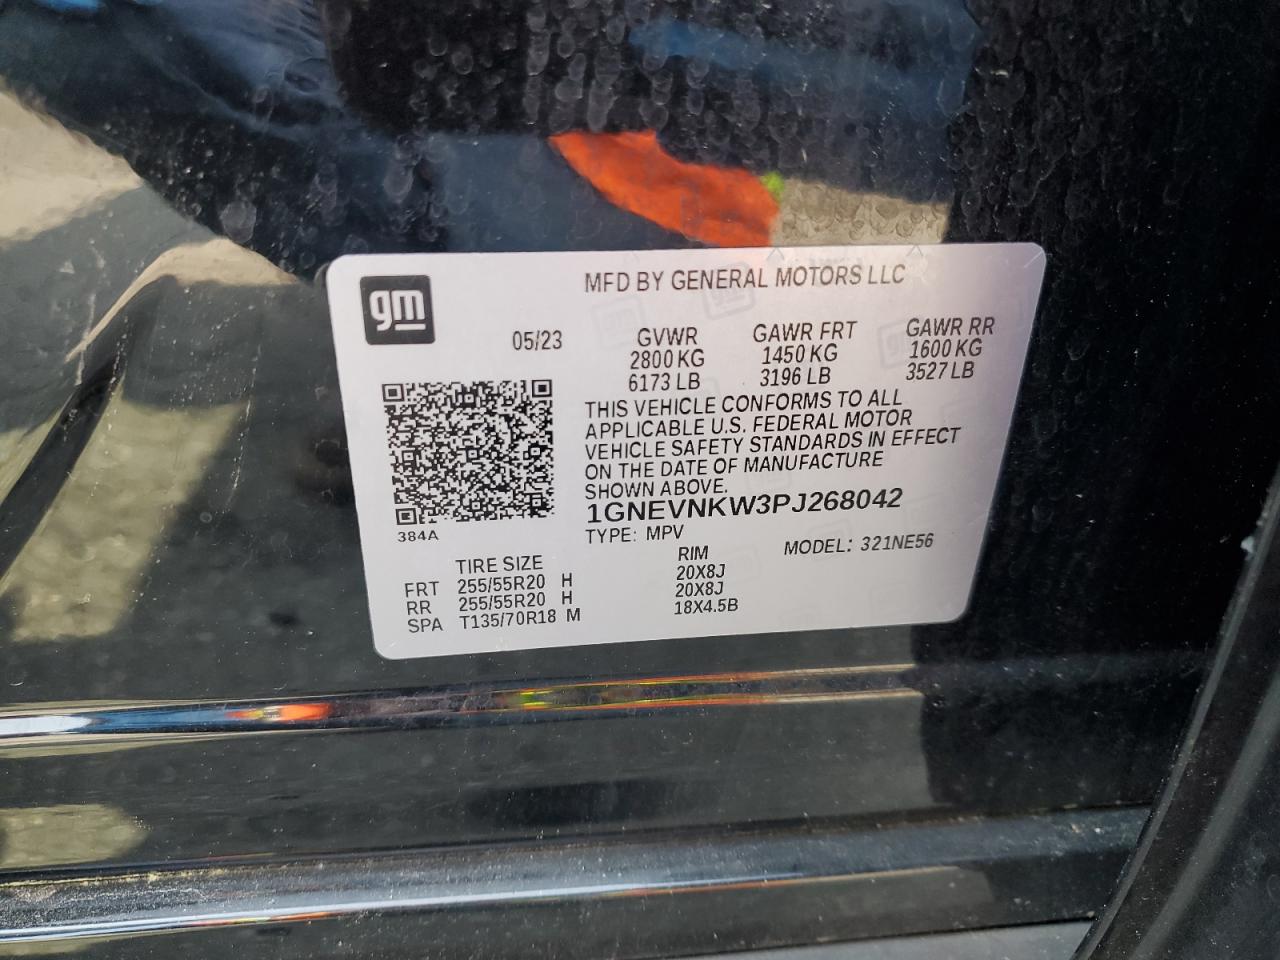 gm
MFD BY GENERAL MOTORS LLC
05/23 GVWR GAWR FRT GAWR RR
2800 KG 1450 KG 1600 KG
6173 LB 3196 LB 3527 LB
THIS VEHICLE CONFORMS TO ALL
APPLICABLE U.S. FEDERAL MOTOR
VEHICLE SAFETY STANDARDS IN EFFECT
ON THE DATE OF MANUFACTURE
SHOWN ABOVE.
1GNEVNKW3PJ268042
384A
TYPE: MPV MODEL: 321NE56
TIRE SIZE RIM
FRT 255/55R20 H 20X8J
RR 255/55R20 H 20X8J
SPA T135/70R18 M 18X4.5B